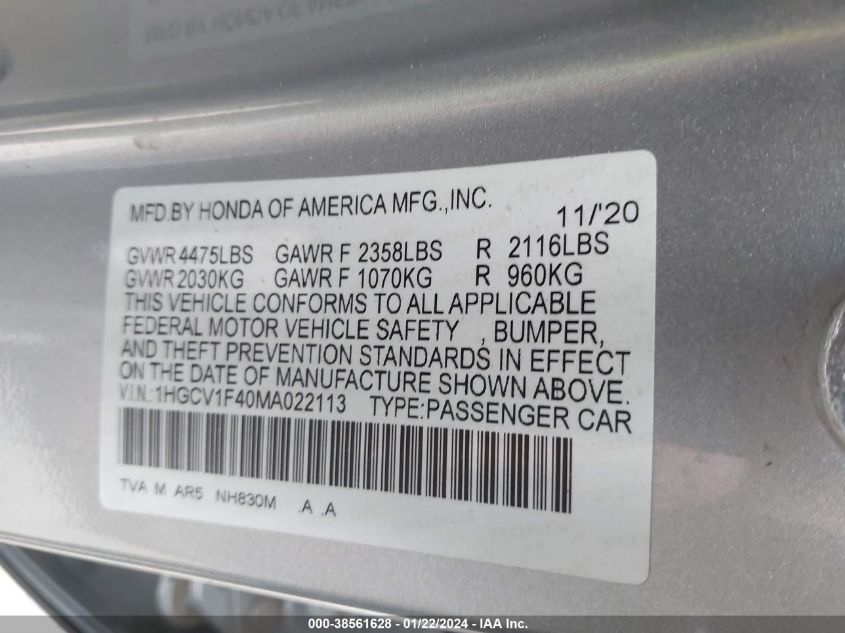 MFD.BY HONDA OF AMERICA MFG.,INC. 11/'20
GVWR 4475LBS GAWR F 2358LBS R 2116LBS
GVWR 2030KG GAWR F 1070KG R 960KG
THIS VEHICLE CONFORMS TO ALL APPLICABLE
FEDERAL MOTOR VEHICLE SAFETY , BUMPER,
AND THEFT PREVENTION STANDARDS IN EFFECT
ON THE DATE OF MANUFACTURE SHOWN ABOVE.
V.I.N.:1HGCV1F40MA022113 TYPE:PASSENGER CAR
TVA M AR5 NH830M .A .A
000-38561628 - 01/22/2024 - IAA Inc.